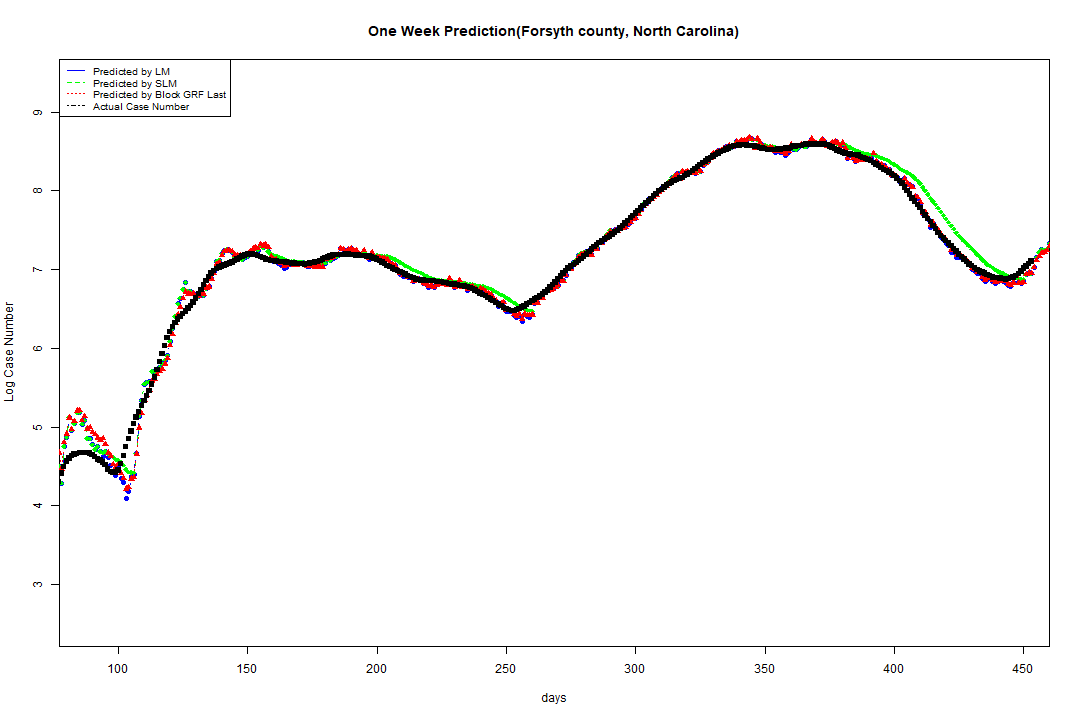 One Week Prediction(Forsyth county, North Carolina)
Predicted by LM
Predicted by SLM
Predicted by Block GRF Last
Actual Case Number
9
8
7
6
5
4
3
Log Case Number
100 150 200 250 300 350 400 450
days